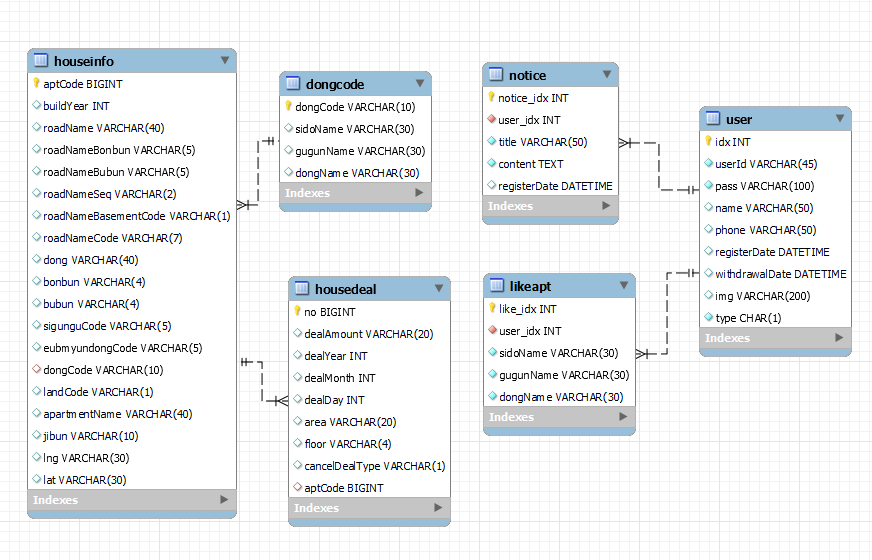 houseinfo
aptCode BIGINT
buildYear INT
roadName VARCHAR(40)
roadNameBonbun VARCHAR(5)
roadNameBubun VARCHAR(5)
roadNameSeq VARCHAR(2)
roadNameBasementCode VARCHAR(1)
roadNameCode VARCHAR(7)
dong VARCHAR(40)
bonbun VARCHAR(4)
bubun VARCHAR(4)
sigunguCode VARCHAR(5)
eubmyundongCode VARCHAR(5)
dongCode VARCHAR(10)
landCode VARCHAR(1)
apartmentName VARCHAR(40)
jibun VARCHAR(10)
lng VARCHAR(30)
lat VARCHAR(30)
Indexes
dongcode
dongCode VARCHAR(10)
sidoName VARCHAR(30)
gugunName VARCHAR(30)
dongName VARCHAR(30)
Indexes
housedeal
no BIGINT
dealAmount VARCHAR(20)
dealYear INT
dealMonth INT
dealDay INT
area VARCHAR(20)
floor VARCHAR(4)
cancelDealType VARCHAR(1)
aptCode BIGINT
Indexes
notice
notice_idx INT
user_idx INT
title VARCHAR(50)
content TEXT
registerDate DATETIME
Indexes
likeapt
like_idx INT
user_idx INT
sidoName VARCHAR(30)
gugunName VARCHAR(30)
dongName VARCHAR(30)
Indexes
user
idx INT
userId VARCHAR(45)
pass VARCHAR(100)
name VARCHAR(50)
phone VARCHAR(50)
registerDate DATETIME
withdrawalDate DATETIME
img VARCHAR(200)
type CHAR(1)
Indexes